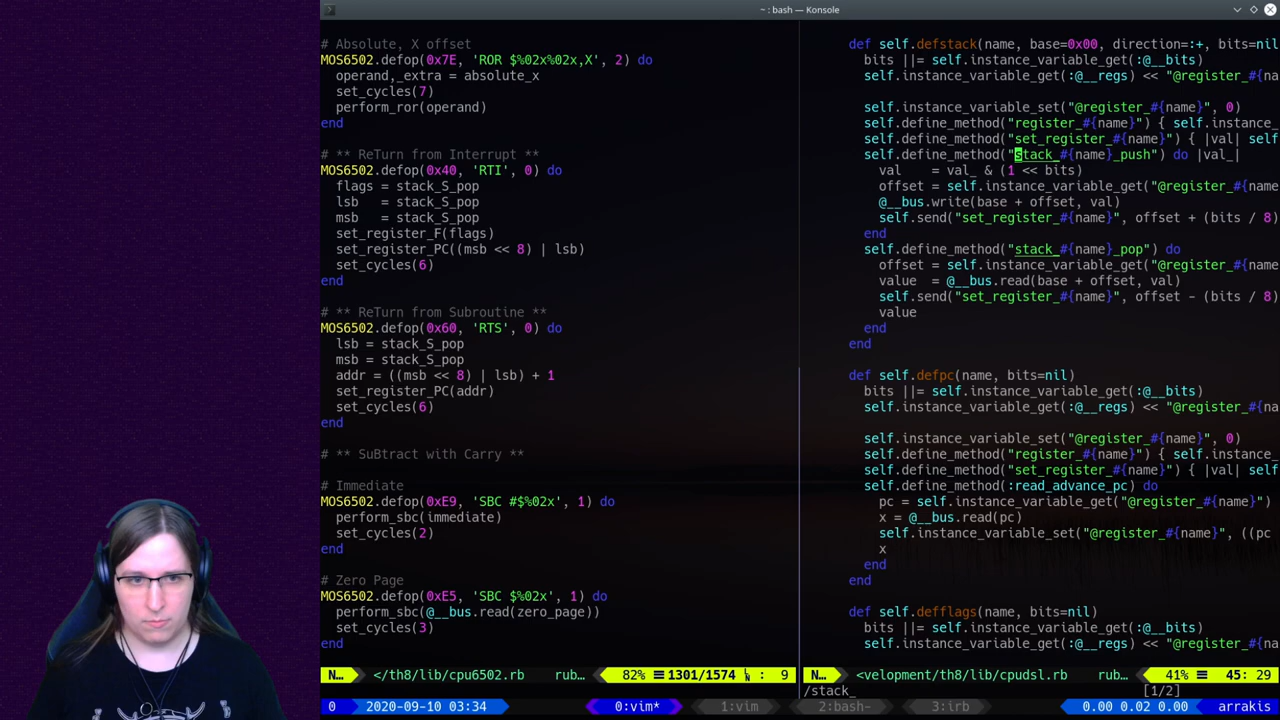 ~ : bash — Konsole
# Absolute, X offset
MOS6502.defop(0x7E, 'ROR $%02x%02x,X', 2) do
operand,_extra = absolute_x
set_cycles(7)
perform_ror(operand)
end
# ** ReTurn from Interrupt **
MOS6502.defop(0x40, 'RTI', 0) do
flags = stack_S_pop
lsb   = stack_S_pop
msb   = stack_S_pop
set_register_F(flags)
set_register_PC((msb << 8) | lsb)
set_cycles(6)
end
# ** ReTurn from Subroutine **
MOS6502.defop(0x60, 'RTS', 0) do
lsb = stack_S_pop
msb = stack_S_pop
addr = ((msb << 8) | lsb) + 1
set_register_PC(addr)
set_cycles(6)
end
# ** SuBtract with Carry **
# Immediate
MOS6502.defop(0xE9, 'SBC #$%02x', 1) do
perform_sbc(immediate)
set_cycles(2)
end
# Zero Page
MOS6502.defop(0xE5, 'SBC $%02x', 1) do
perform_sbc(@__bus.read(zero_page))
set_cycles(3)
end
N… </th8/lib/cpu6502.rb rub… 82% ≡1301/1574 ㏑ : 9
def self.defstack(name, base=0x00, direction=:+, bits=nil
bits ||= self.instance_variable_get(:@__bits)
self.instance_variable_get(:@__regs) << "@register_#{na
self.instance_variable_set("@register_#{name}", 0)
self.define_method("register_#{name}") { self.instance_
self.define_method("set_register_#{name}") { |val| self
self.define_method("stack_#{name}_push") do |val_|
val    = val_ & (1 << bits)
offset = self.instance_variable_get("@register_#{name
@__bus.write(base + offset, val)
self.send("set_register_#{name}", offset + (bits / 8)
end
self.define_method("stack_#{name}_pop") do
offset = self.instance_variable_get("@register_#{name
value  = @__bus.read(base + offset, val)
self.send("set_register_#{name}", offset - (bits / 8)
value
end
end
def self.defpc(name, bits=nil)
bits ||= self.instance_variable_get(:@__bits)
self.instance_variable_get(:@__regs) << "@register_#{na
self.instance_variable_set("@register_#{name}", 0)
self.define_method("register_#{name}") { self.instance_
self.define_method("set_register_#{name}") { |val| self
self.define_method(:read_advance_pc) do
pc = self.instance_variable_get("@register_#{name}")
x = @__bus.read(pc)
self.instance_variable_set("@register_#{name}", ((pc
x
end
end
def self.defflags(name, bits=nil)
bits ||= self.instance_variable_get(:@__bits)
self.instance_variable_get(:@__regs) << "@register_#{na
N… <velopment/th8/lib/cpudsl.rb rub… 41% ≡ 45: 29
/stack_ [1/2]
0 2020-09-10 03:34 0:vim* 1:vim 2:bash- 3:irb 0.00 0.02 0.00 arrakis